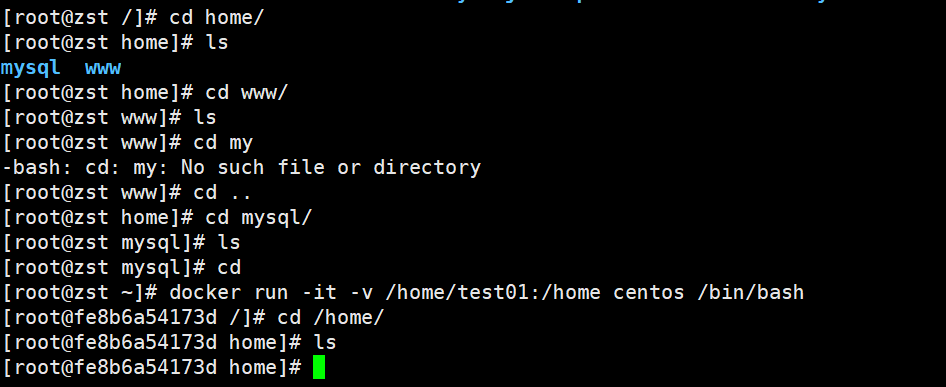 [root@zst /]# cd home/
[root@zst home]# ls
mysql  www
[root@zst home]# cd www/
[root@zst www]# ls
[root@zst www]# cd my
-bash: cd: my: No such file or directory
[root@zst www]# cd ..
[root@zst home]# cd mysql/
[root@zst mysql]# ls
[root@zst mysql]# cd
[root@zst ~]# docker run -it -v /home/test01:/home centos /bin/bash
[root@fe8b6a54173d /]# cd /home/
[root@fe8b6a54173d home]# ls
[root@fe8b6a54173d home]#